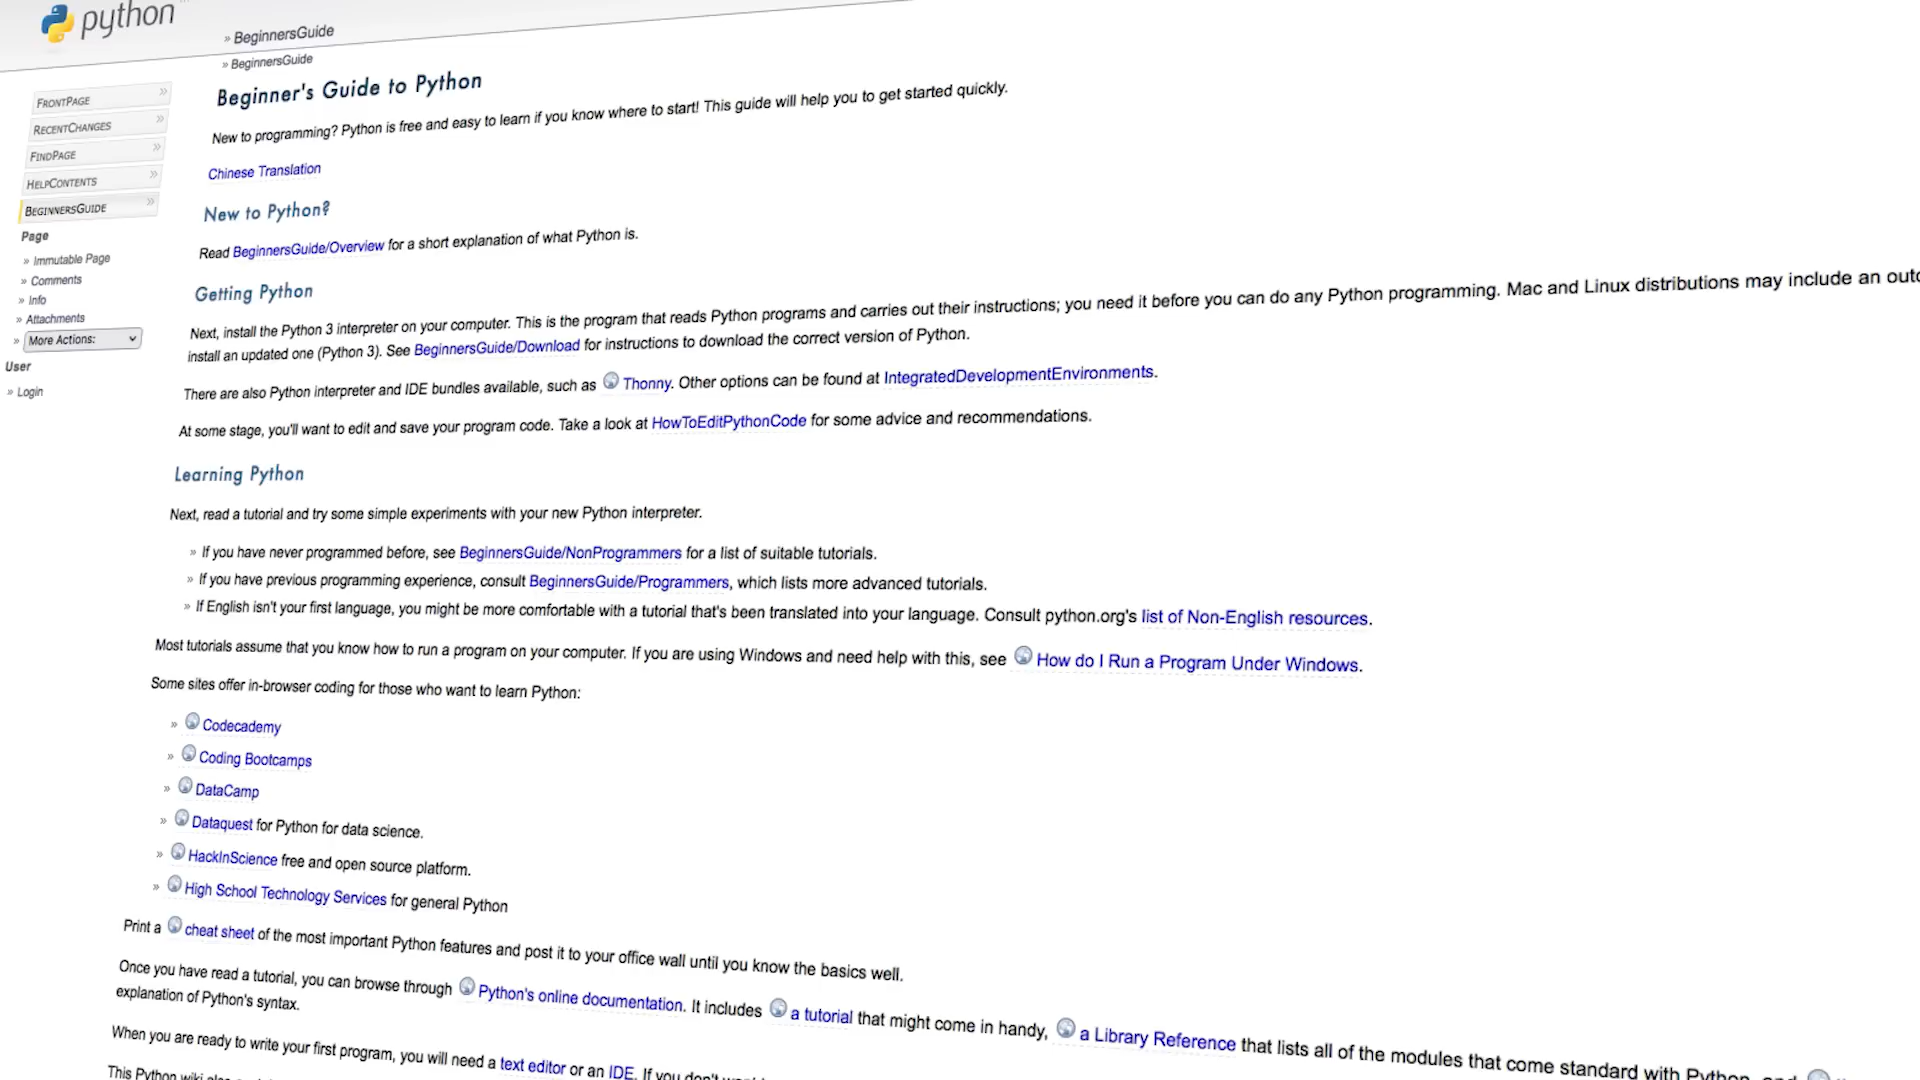 python
» BeginnersGuide
» BeginnersGuide
FRONTPAGE »
RECENTCHANGES »
FINDPAGE »
HELPCONTENTS »
BEGINNERSGUIDE »
Page
» Immutable Page
» Comments
» Info
» Attachments
» More Actions:
User
» Login
Beginner's Guide to Python
New to programming? Python is free and easy to learn if you know where to start! This guide will help you to get started quickly.
Chinese Translation
New to Python?
Read BeginnersGuide/Overview for a short explanation of what Python is.
Getting Python
Next, install the Python 3 interpreter on your computer. This is the program that reads Python programs and carries out their instructions; you need it before you can do any Python programming. Mac and Linux distributions may include an
install an updated one (Python 3). See BeginnersGuide/Download for instructions to download the correct version of Python.
There are also Python interpreter and IDE bundles available, such as Thonny. Other options can be found at IntegratedDevelopmentEnvironments.
At some stage, you'll want to edit and save your program code. Take a look at HowToEditPythonCode for some advice and recommendations.
Learning Python
Next, read a tutorial and try some simple experiments with your new Python interpreter.
» If you have never programmed before, see BeginnersGuide/NonProgrammers for a list of suitable tutorials.
» If you have previous programming experience, consult BeginnersGuide/Programmers, which lists more advanced tutorials.
» If English isn't your first language, you might be more comfortable with a tutorial that's been translated into your language. Consult python.org's list of Non-English resources.
Most tutorials assume that you know how to run a program on your computer. If you are using Windows and need help with this, see How do I Run a Program Under Windows.
Some sites offer in-browser coding for those who want to learn Python:
» Codecademy
» Coding Bootcamps
» DataCamp
» Dataquest for Python for data science.
» HackInScience free and open source platform.
» High School Technology Services for general Python
Print a cheat sheet of the most important Python features and post it to your office wall until you know the basics well.
Once you have read a tutorial, you can browse through Python's online documentation. It includes a tutorial that might come in handy, a Library Reference that lists all of the modules that come standard with Python, and
explanation of Python's syntax.
When you are ready to write your first program, you will need a text editor or an IDE. If you don't
This Python wiki